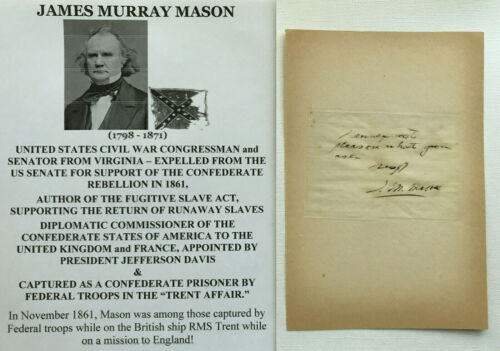 JAMES MURRAY MASON
(1798 - 1871)
UNITED STATES CIVIL WAR CONGRESSMAN and
SENATOR FROM VIRGINIA – EXPELLED FROM THE
US SENATE FOR SUPPORT OF THE CONFEDERATE
REBELLION IN 1861,
AUTHOR OF THE FUGITIVE SLAVE ACT,
SUPPORTING THE RETURN OF RUNAWAY SLAVES
DIPLOMATIC COMMISSIONER OF THE
CONFEDERATE STATES OF AMERICA TO THE
UNITED KINGDOM and FRANCE, APPOINTED BY
PRESIDENT JEFFERSON DAVIS
&
CAPTURED AS A CONFEDERATE PRISONER BY
FEDERAL TROOPS IN THE “TRENT AFFAIR.”
In November 1861, Mason was among those captured by
Federal troops while on the British ship RMS Trent while
on a mission to England!
pleasure what you
ask
J. M. Mason